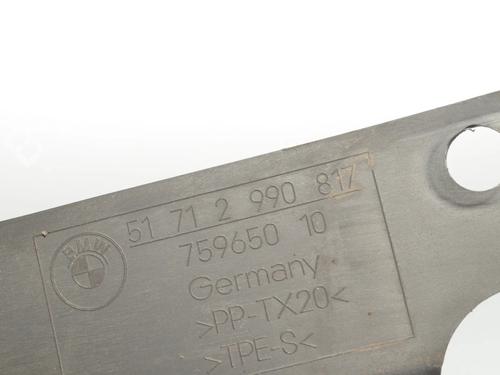 BMW
51 71 2 990 817
759650 10
Germany
>PP-TX20<
>TPE-S<